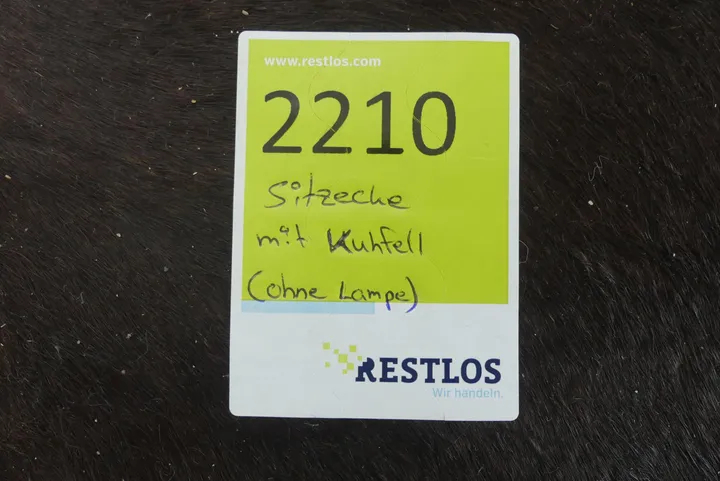 www.restlos.com
2210
Sitzecke
mit Kuhfell
(ohne Lampe)
RESTLOS
Wir handeln.